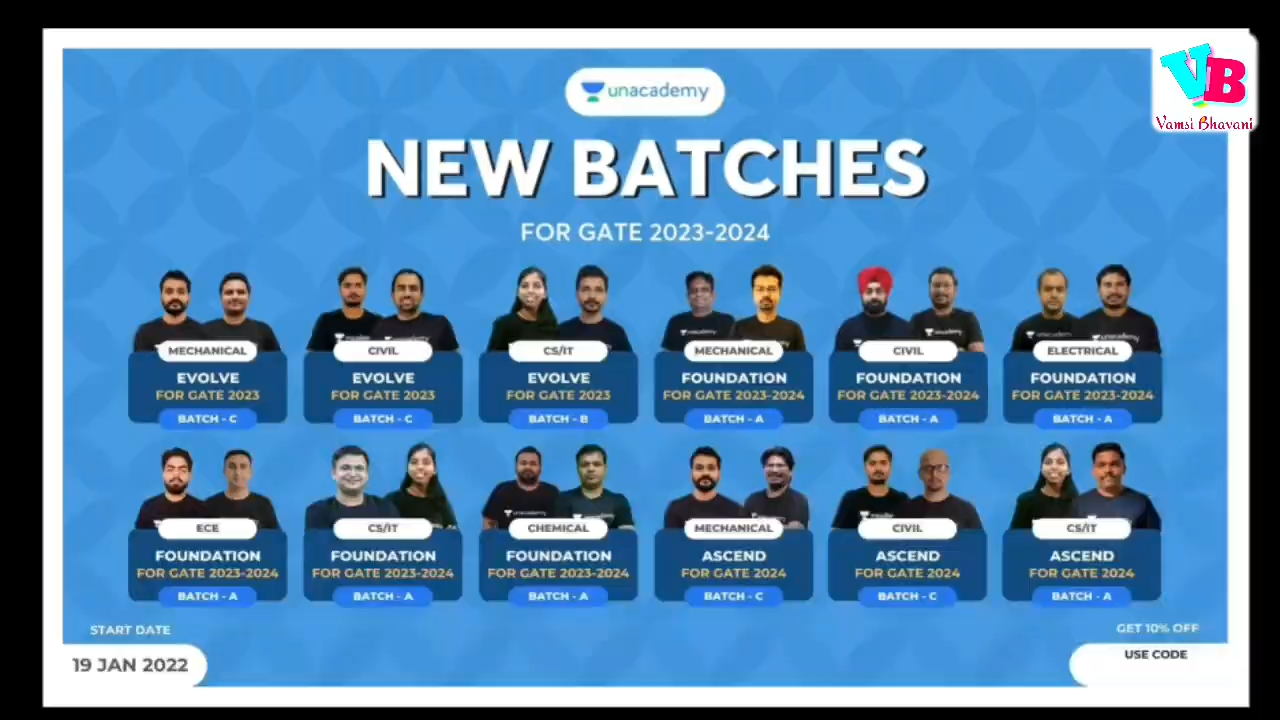 unacademy
VB
Vamsi Bhavani
NEW BATCHES
FOR GATE 2023-2024
MECHANICAL
EVOLVE
FOR GATE 2023
BATCH - C
CIVIL
EVOLVE
FOR GATE 2023
BATCH - C
CS/IT
EVOLVE
FOR GATE 2023
BATCH - B
MECHANICAL
FOUNDATION
FOR GATE 2023-2024
BATCH - A
CIVIL
FOUNDATION
FOR GATE 2023-2024
BATCH - A
ELECTRICAL
FOUNDATION
FOR GATE 2023-2024
BATCH - A
ECE
FOUNDATION
FOR GATE 2023-2024
BATCH - A
CS/IT
FOUNDATION
FOR GATE 2023-2024
BATCH - A
CHEMICAL
FOUNDATION
FOR GATE 2023-2024
BATCH - A
MECHANICAL
ASCEND
FOR GATE 2024
BATCH - C
CIVIL
ASCEND
FOR GATE 2024
BATCH - C
CS/IT
ASCEND
FOR GATE 2024
BATCH - A
START DATE
19 JAN 2022
GET 10% OFF
USE CODE